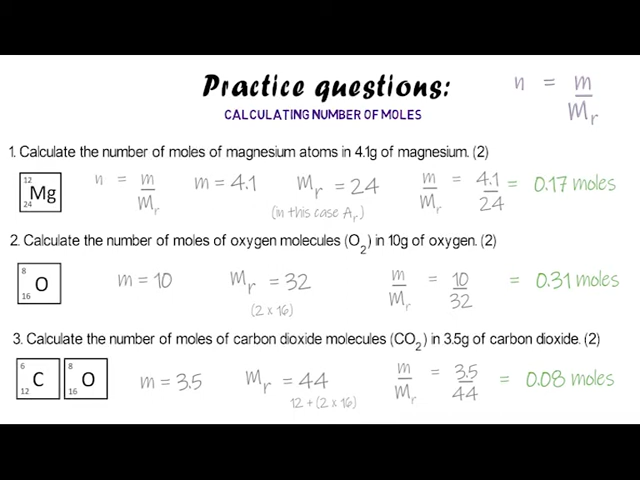 Practice questions:
CALCULATING NUMBER OF MOLES
n = m/Mr
1. Calculate the number of moles of magnesium atoms in 4.1g of magnesium. (2)
12 Mg 24
n = m/Mr m = 4.1 Mr = 24 m/Mr = 4.1/24 = 0.17 moles
(in this case Ar)
2. Calculate the number of moles of oxygen molecules (O2) in 10g of oxygen. (2)
8 O 16
m = 10 Mr = 32 m/Mr = 10/32 = 0.31 moles
(2 x 16)
3. Calculate the number of moles of carbon dioxide molecules (CO2) in 3.5g of carbon dioxide. (2)
6 C 12 8 O 16
m = 3.5 Mr = 44 m/Mr = 3.5/44 = 0.08 moles
12 + (2 x 16)